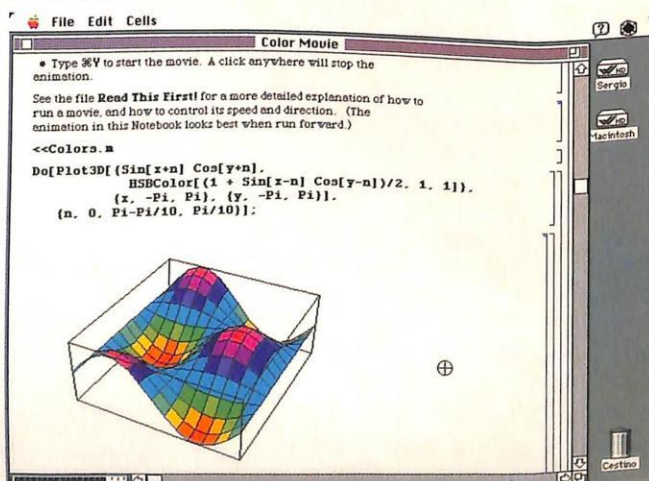 File Edit Cells
Color Movie
• Type ⌘Y to start the movie. A click anywhere will stop the
animation.
See the file Read This First! for a more detailed explanation of how to
run a movie, and how to control its speed and direction. (The
animation in this Notebook looks best when run forward.)
<<Colors.m
Do[Plot3D[{Sin[x+n] Cos[y+n],
HSBColor[(1 + Sin[x-n] Cos[y-n])/2, 1, 1]},
{x, -Pi, Pi}, {y, -Pi, Pi}],
{n, 0, Pi-Pi/10, Pi/10}];
HD
Sergio
HD
Macintosh
Cestino